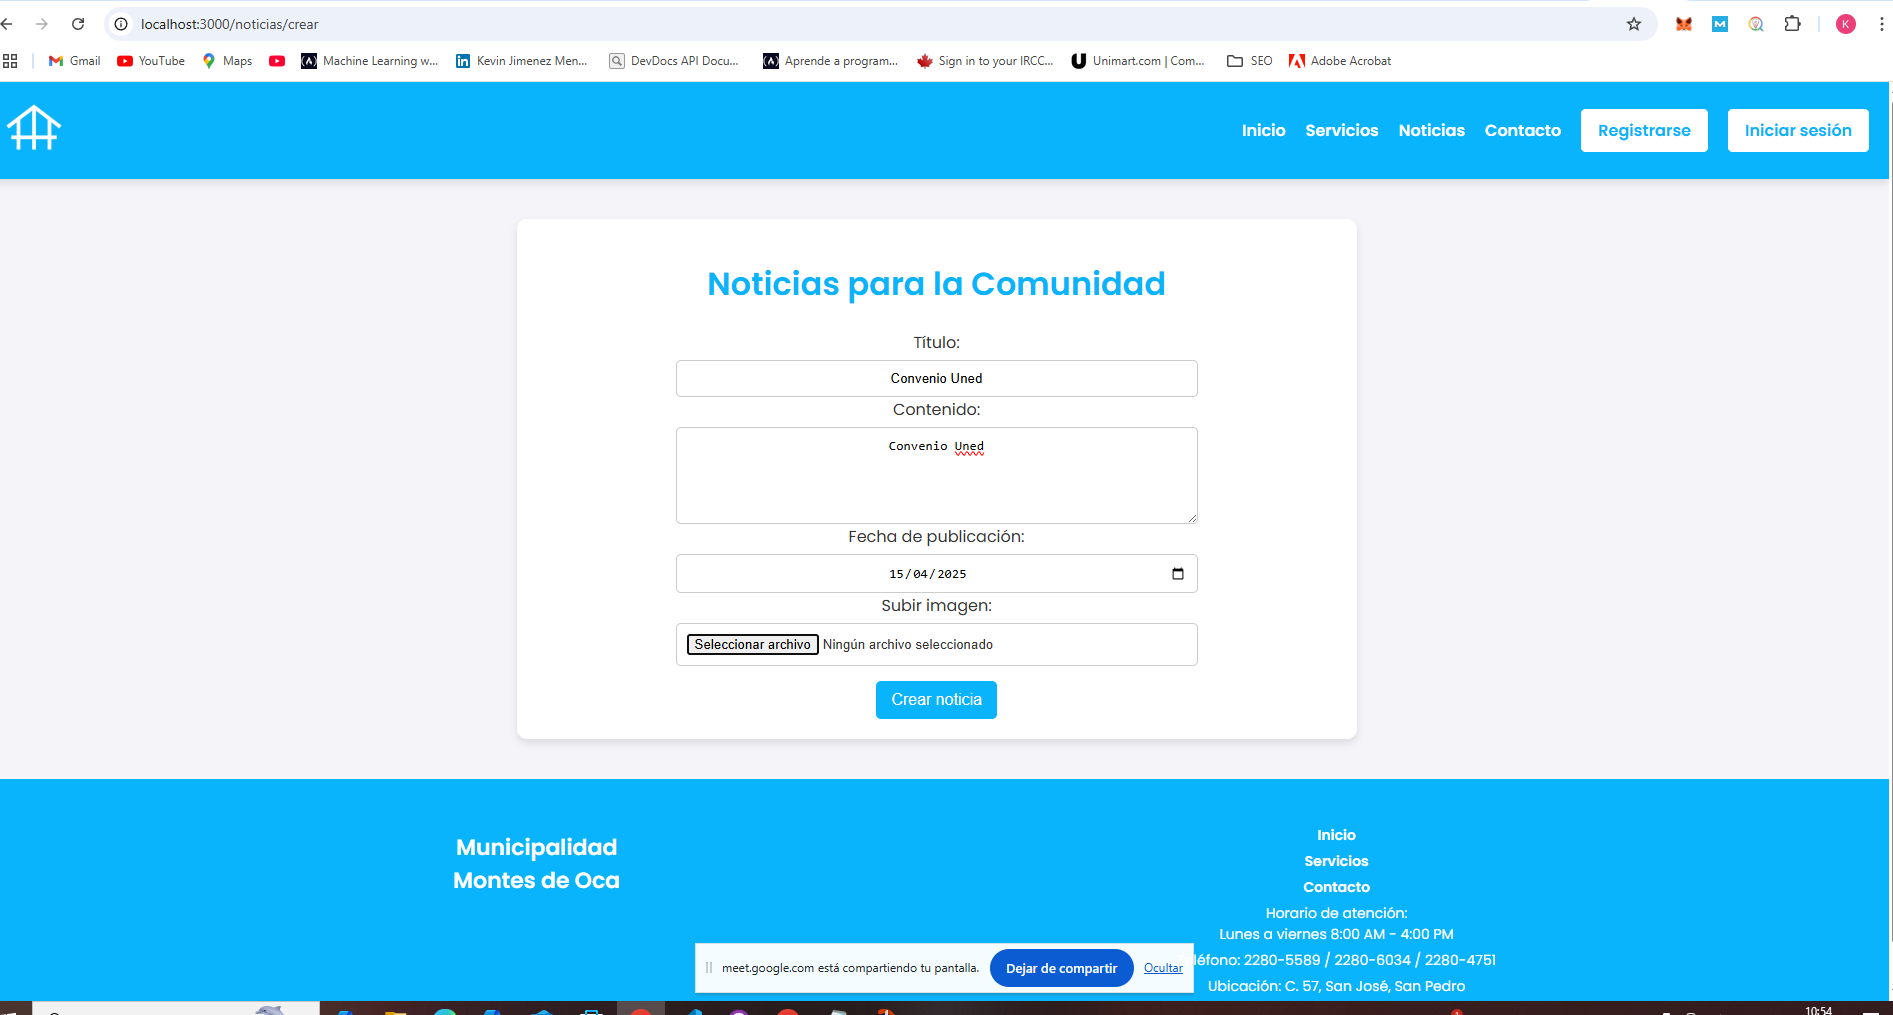 localhost:3000/noticias/crear
K
Gmail
YouTube
Maps
Machine Learning w...
Kevin Jimenez Men...
DevDocs API Docu...
Aprende a program...
Sign in to your IRCC...
Unimart.com | Com...
SEO
Adobe Acrobat
Inicio Servicios Noticias Contacto Registrarse Iniciar sesión
Noticias para la Comunidad
Título:
Convenio Uned
Contenido:
Convenio Uned
Fecha de publicación:
15/04/2025
Subir imagen:
Seleccionar archivo Ningún archivo seleccionado
Crear noticia
Municipalidad
Montes de Oca
Inicio
Servicios
Contacto
Horario de atención:
Lunes a viernes 8:00 AM - 4:00 PM
léfono: 2280-5589 / 2280-6034 / 2280-4751
Ubicación: C. 57, San José, San Pedro
meet.google.com está compartiendo tu pantalla. Dejar de compartir Ocultar
10:54